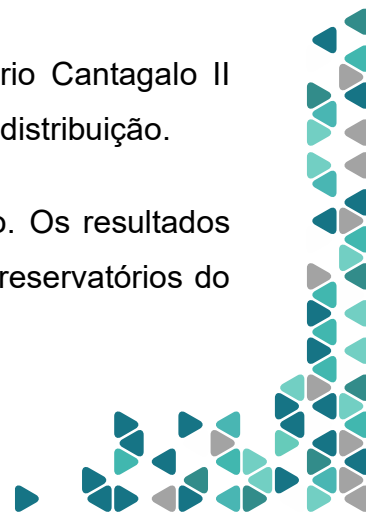 rio Cantagalo II
distribuição.
o. Os resultados
reservatórios do